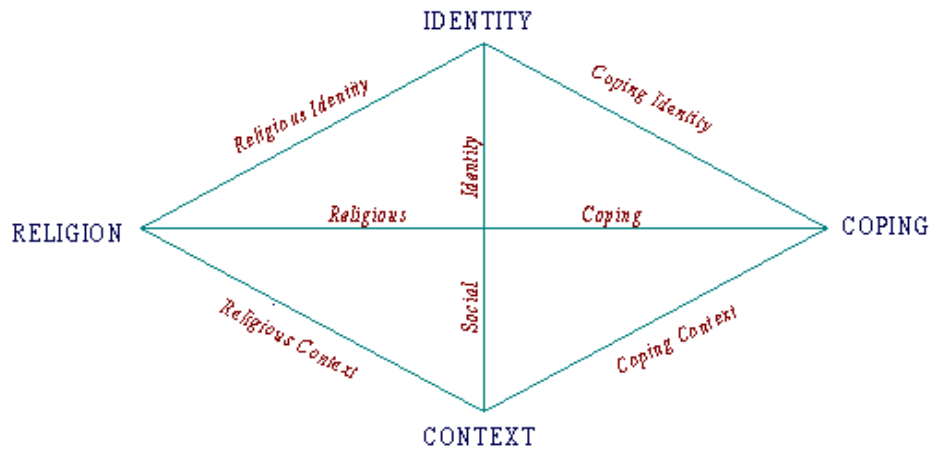 IDENTITY
Religious Identity
Coping Identity
Identity
Religious
Coping
RELIGION
COPING
Social
Religious Context
Coping Context
CONTEXT